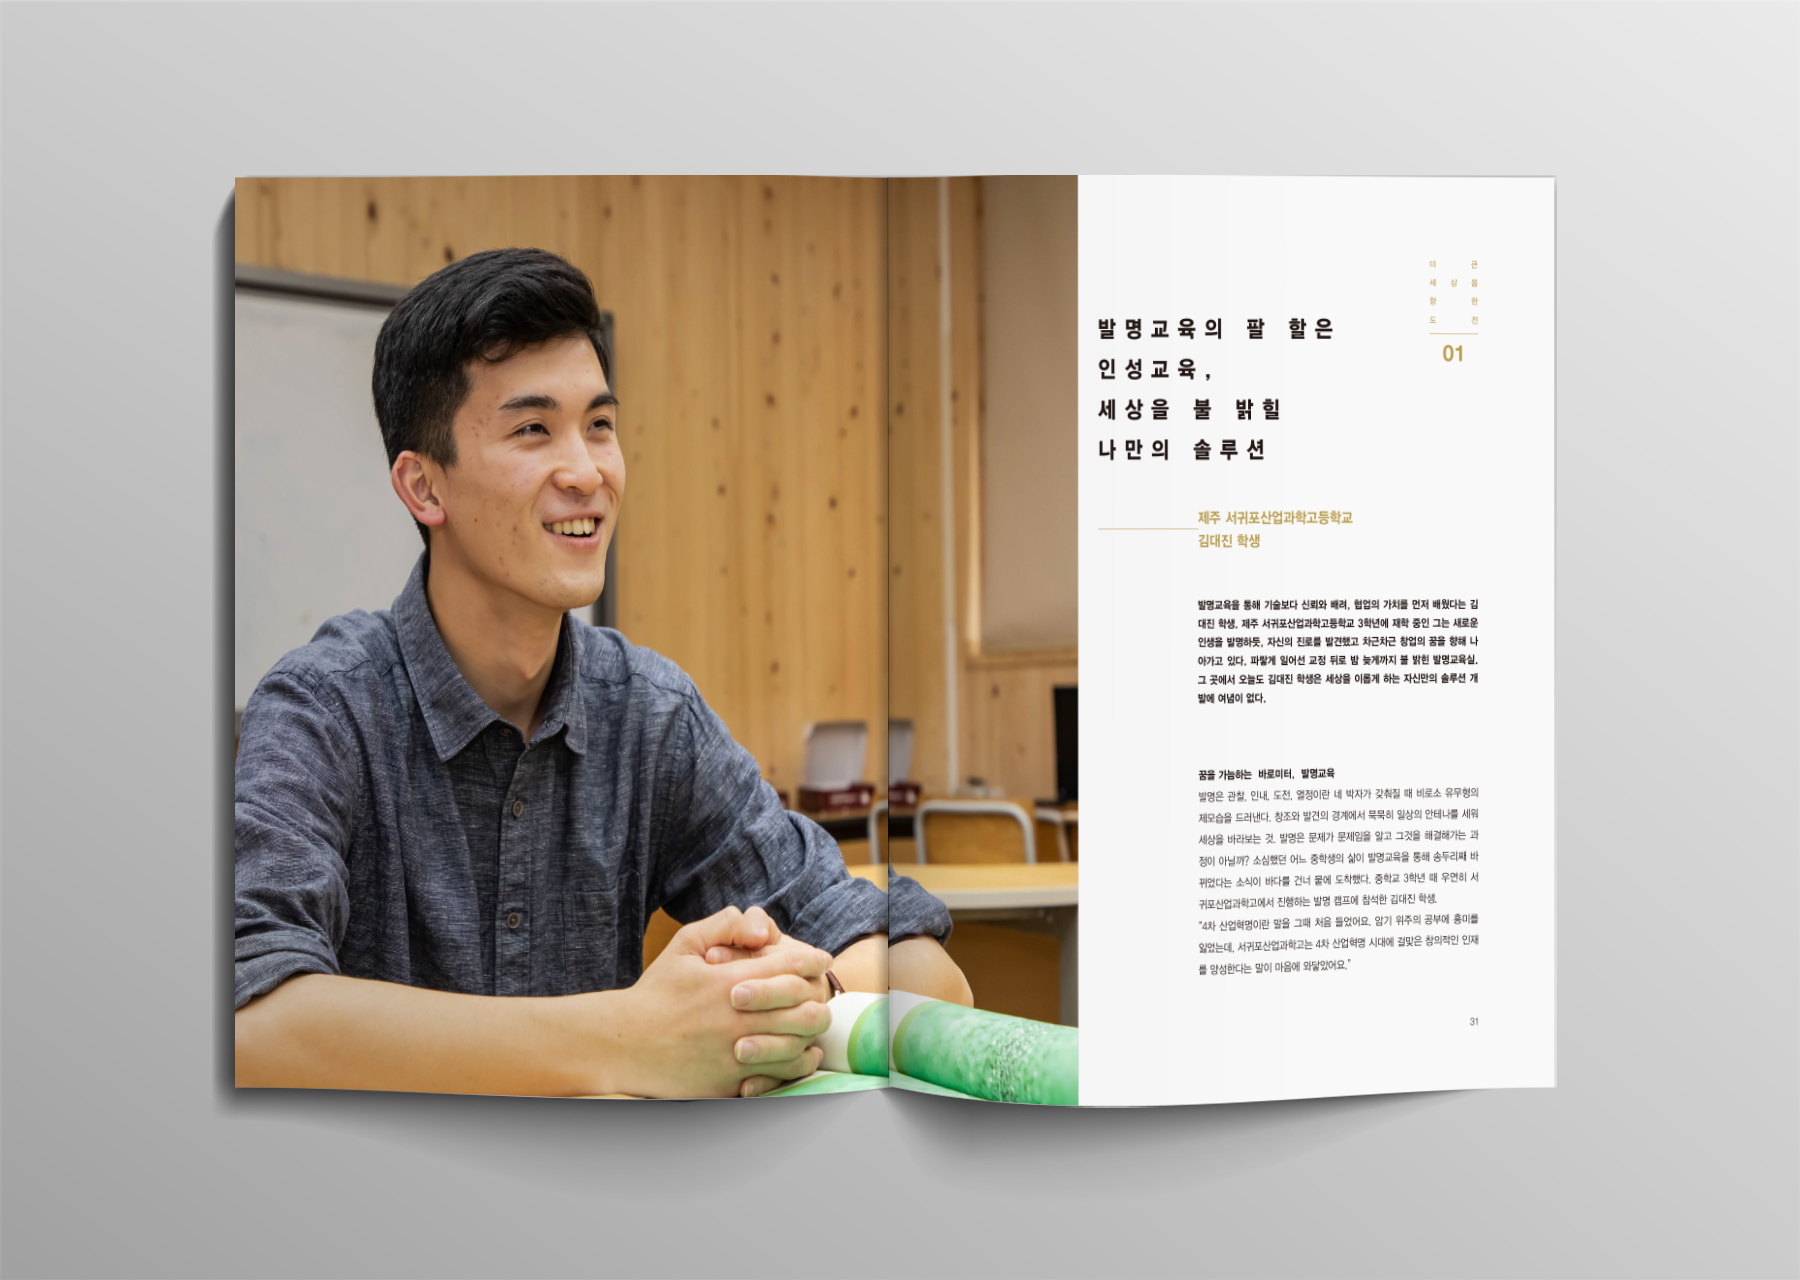 더 큰
세상을
향한
도전
01
발명교육의 팔 할은
인성교육,
세상을 불 밝힐
나만의 솔루션
제주 서귀포산업과학고등학교
김대진 학생
발명교육을 통해 기술보다 신뢰와 배려, 협업의 가치를 먼저 배웠다는 김
대진 학생. 제주 서귀포산업과학고등학교 3학년에 재학 중인 그는 새로운
인생을 발명하듯, 자신의 진로를 발견했고 차근차근 창업의 꿈을 향해 나
아가고 있다. 파랗게 일어선 교정 뒤로 밤 늦게까지 불 밝힌 발명교육실.
그 곳에서 오늘도 김대진 학생은 세상을 이롭게 하는 자신만의 솔루션 개
발에 여념이 없다.
꿈을 가늠하는 바로미터, 발명교육
발명은 관찰, 인내, 도전, 열정이란 네 박자가 갖춰질 때 비로소 유무형의
제모습을 드러낸다. 창조와 발견의 경계에서 묵묵히 일상의 안테나를 세워
세상을 바라보는 것. 발명은 문제가 문제임을 알고 그것을 해결해가는 과
정이 아닐까? 소심했던 어느 중학생의 삶이 발명교육을 통해 송두리째 바
뀌었다는 소식이 바다를 건너 뭍에 도착했다. 중학교 3학년 때 우연히 서
귀포산업과학고에서 진행하는 발명 캠프에 참석한 김대진 학생.
"4차 산업혁명이란 말을 그때 처음 들었어요. 암기 위주의 공부에 흥미를
잃었는데, 서귀포산업과학고는 4차 산업혁명 시대에 걸맞은 창의적인 인재
를 양성한다는 말이 마음에 와닿았어요."
31